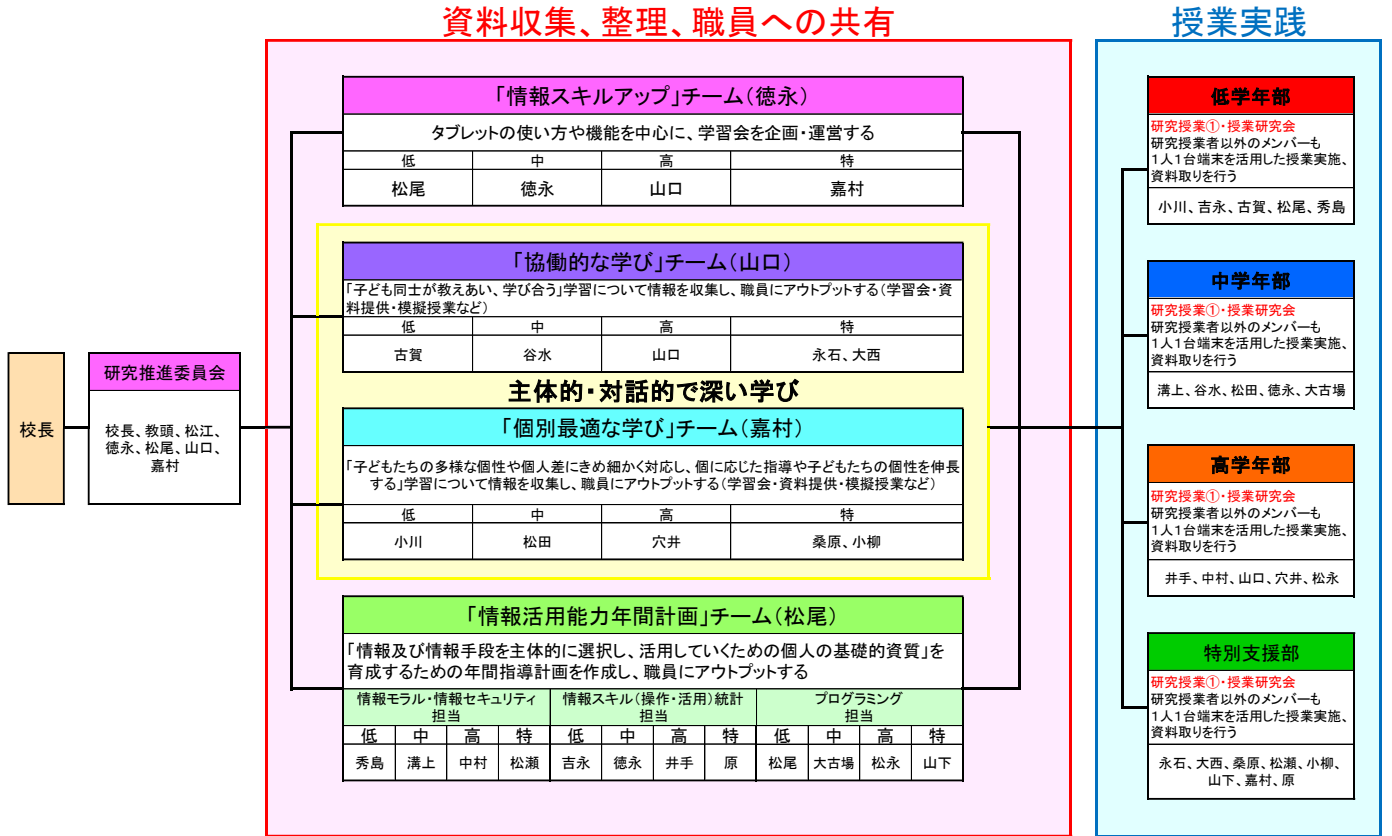 資料収集、整理、職員への共有
授業実践
校長
研究推進委員会
校長、教頭、松江、
徳永、松尾、山口、
嘉村
「情報スキルアップ」チーム(徳永)
タブレットの使い方や機能を中心に、学習会を企画・運営する
低 中 高 特
松尾 徳永 山口 嘉村
「協働的な学び」チーム(山口)
「子ども同士が教えあい、学び合う」学習について情報を収集し、職員にアウトプットする(学習会・資
料提供・模擬授業など)
低 中 高 特
古賀 谷水 山口 永石、大西
主体的・対話的で深い学び
「個別最適な学び」チーム(嘉村)
「子どもたちの多様な個性や個人差にきめ細かく対応し、個に応じた指導や子どもたちの個性を伸長
する」学習について情報を収集し、職員にアウトプットする(学習会・資料提供・模擬授業など)
低 中 高 特
小川 松田 穴井 桑原、小柳
「情報活用能力年間計画」チーム(松尾)
「情報及び情報手段を主体的に選択し、活用していくための個人の基礎的資質」を
育成するための年間指導計画を作成し、職員にアウトプットする
情報モラル・情報セキュリティ 情報スキル(操作・活用)統計 プログラミング
担当 担当 担当
低 中 高 特 低 中 高 特 低 中 高 特
秀島 溝上 中村 松瀬 吉永 徳永 井手 原 松尾 大古場 松永 山下
低学年部
研究授業①・授業研究会
研究授業者以外のメンバーも
1人1台端末を活用した授業実施、
資料取りを行う
小川、吉永、古賀、松尾、秀島
中学年部
研究授業①・授業研究会
研究授業者以外のメンバーも
1人1台端末を活用した授業実施、
資料取りを行う
溝上、谷水、松田、徳永、大古場
高学年部
研究授業①・授業研究会
研究授業者以外のメンバーも
1人1台端末を活用した授業実施、
資料取りを行う
井手、中村、山口、穴井、松永
特別支援部
研究授業①・授業研究会
研究授業者以外のメンバーも
1人1台端末を活用した授業実施、
資料取りを行う
永石、大西、桑原、松瀬、小柳、
山下、嘉村、原